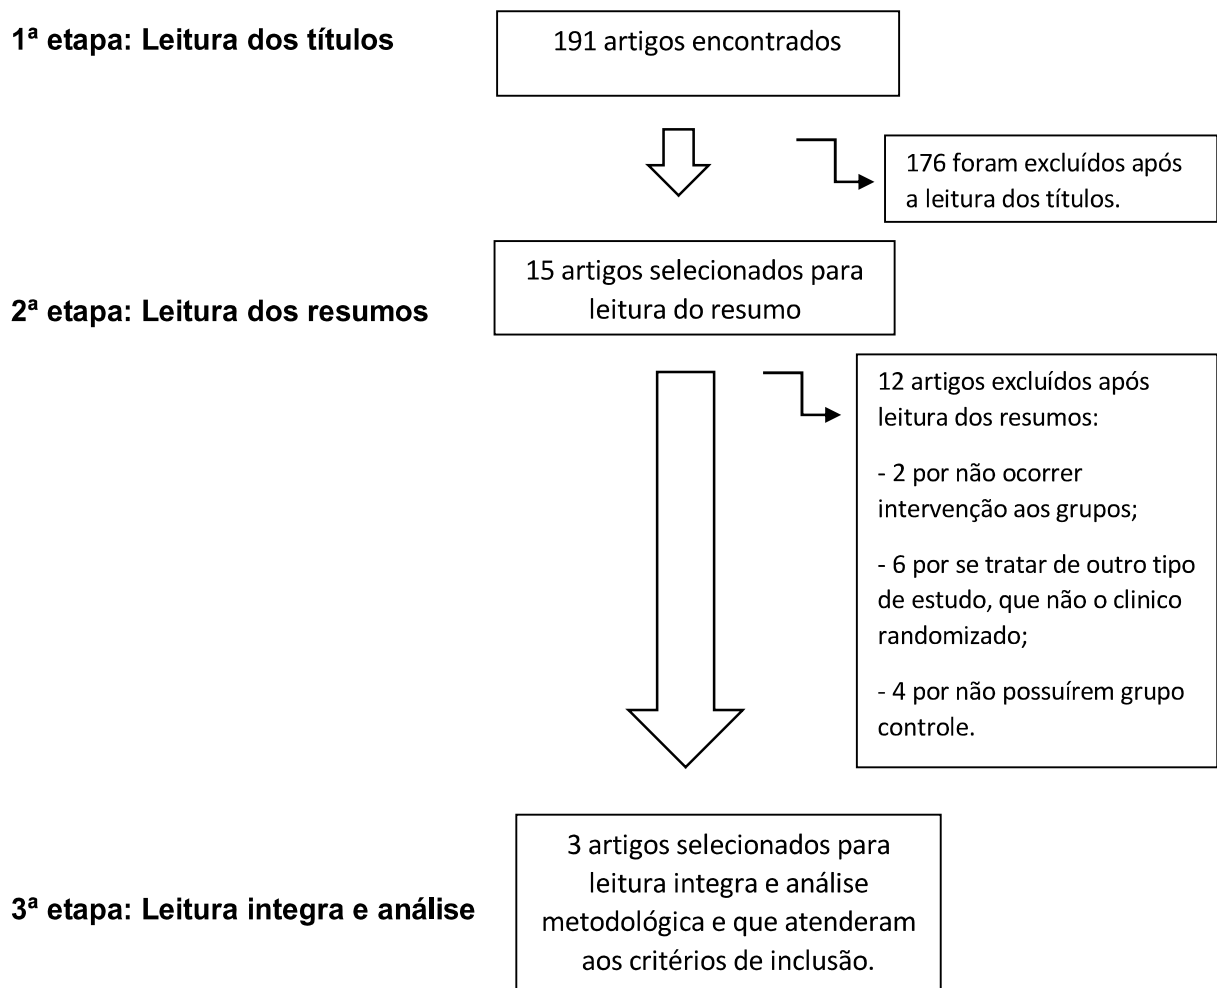 1ª etapa: Leitura dos títulos
191 artigos encontrados
176 foram excluídos após
a leitura dos títulos.
2ª etapa: Leitura dos resumos
15 artigos selecionados para
leitura do resumo
12 artigos excluídos após
leitura dos resumos:
- 2 por não ocorrer
intervenção aos grupos;
- 6 por se tratar de outro tipo
de estudo, que não o clinico
randomizado;
- 4 por não possuírem grupo
controle.
3ª etapa: Leitura integra e análise
3 artigos selecionados para
leitura integra e análise
metodológica e que atenderam
aos critérios de inclusão.